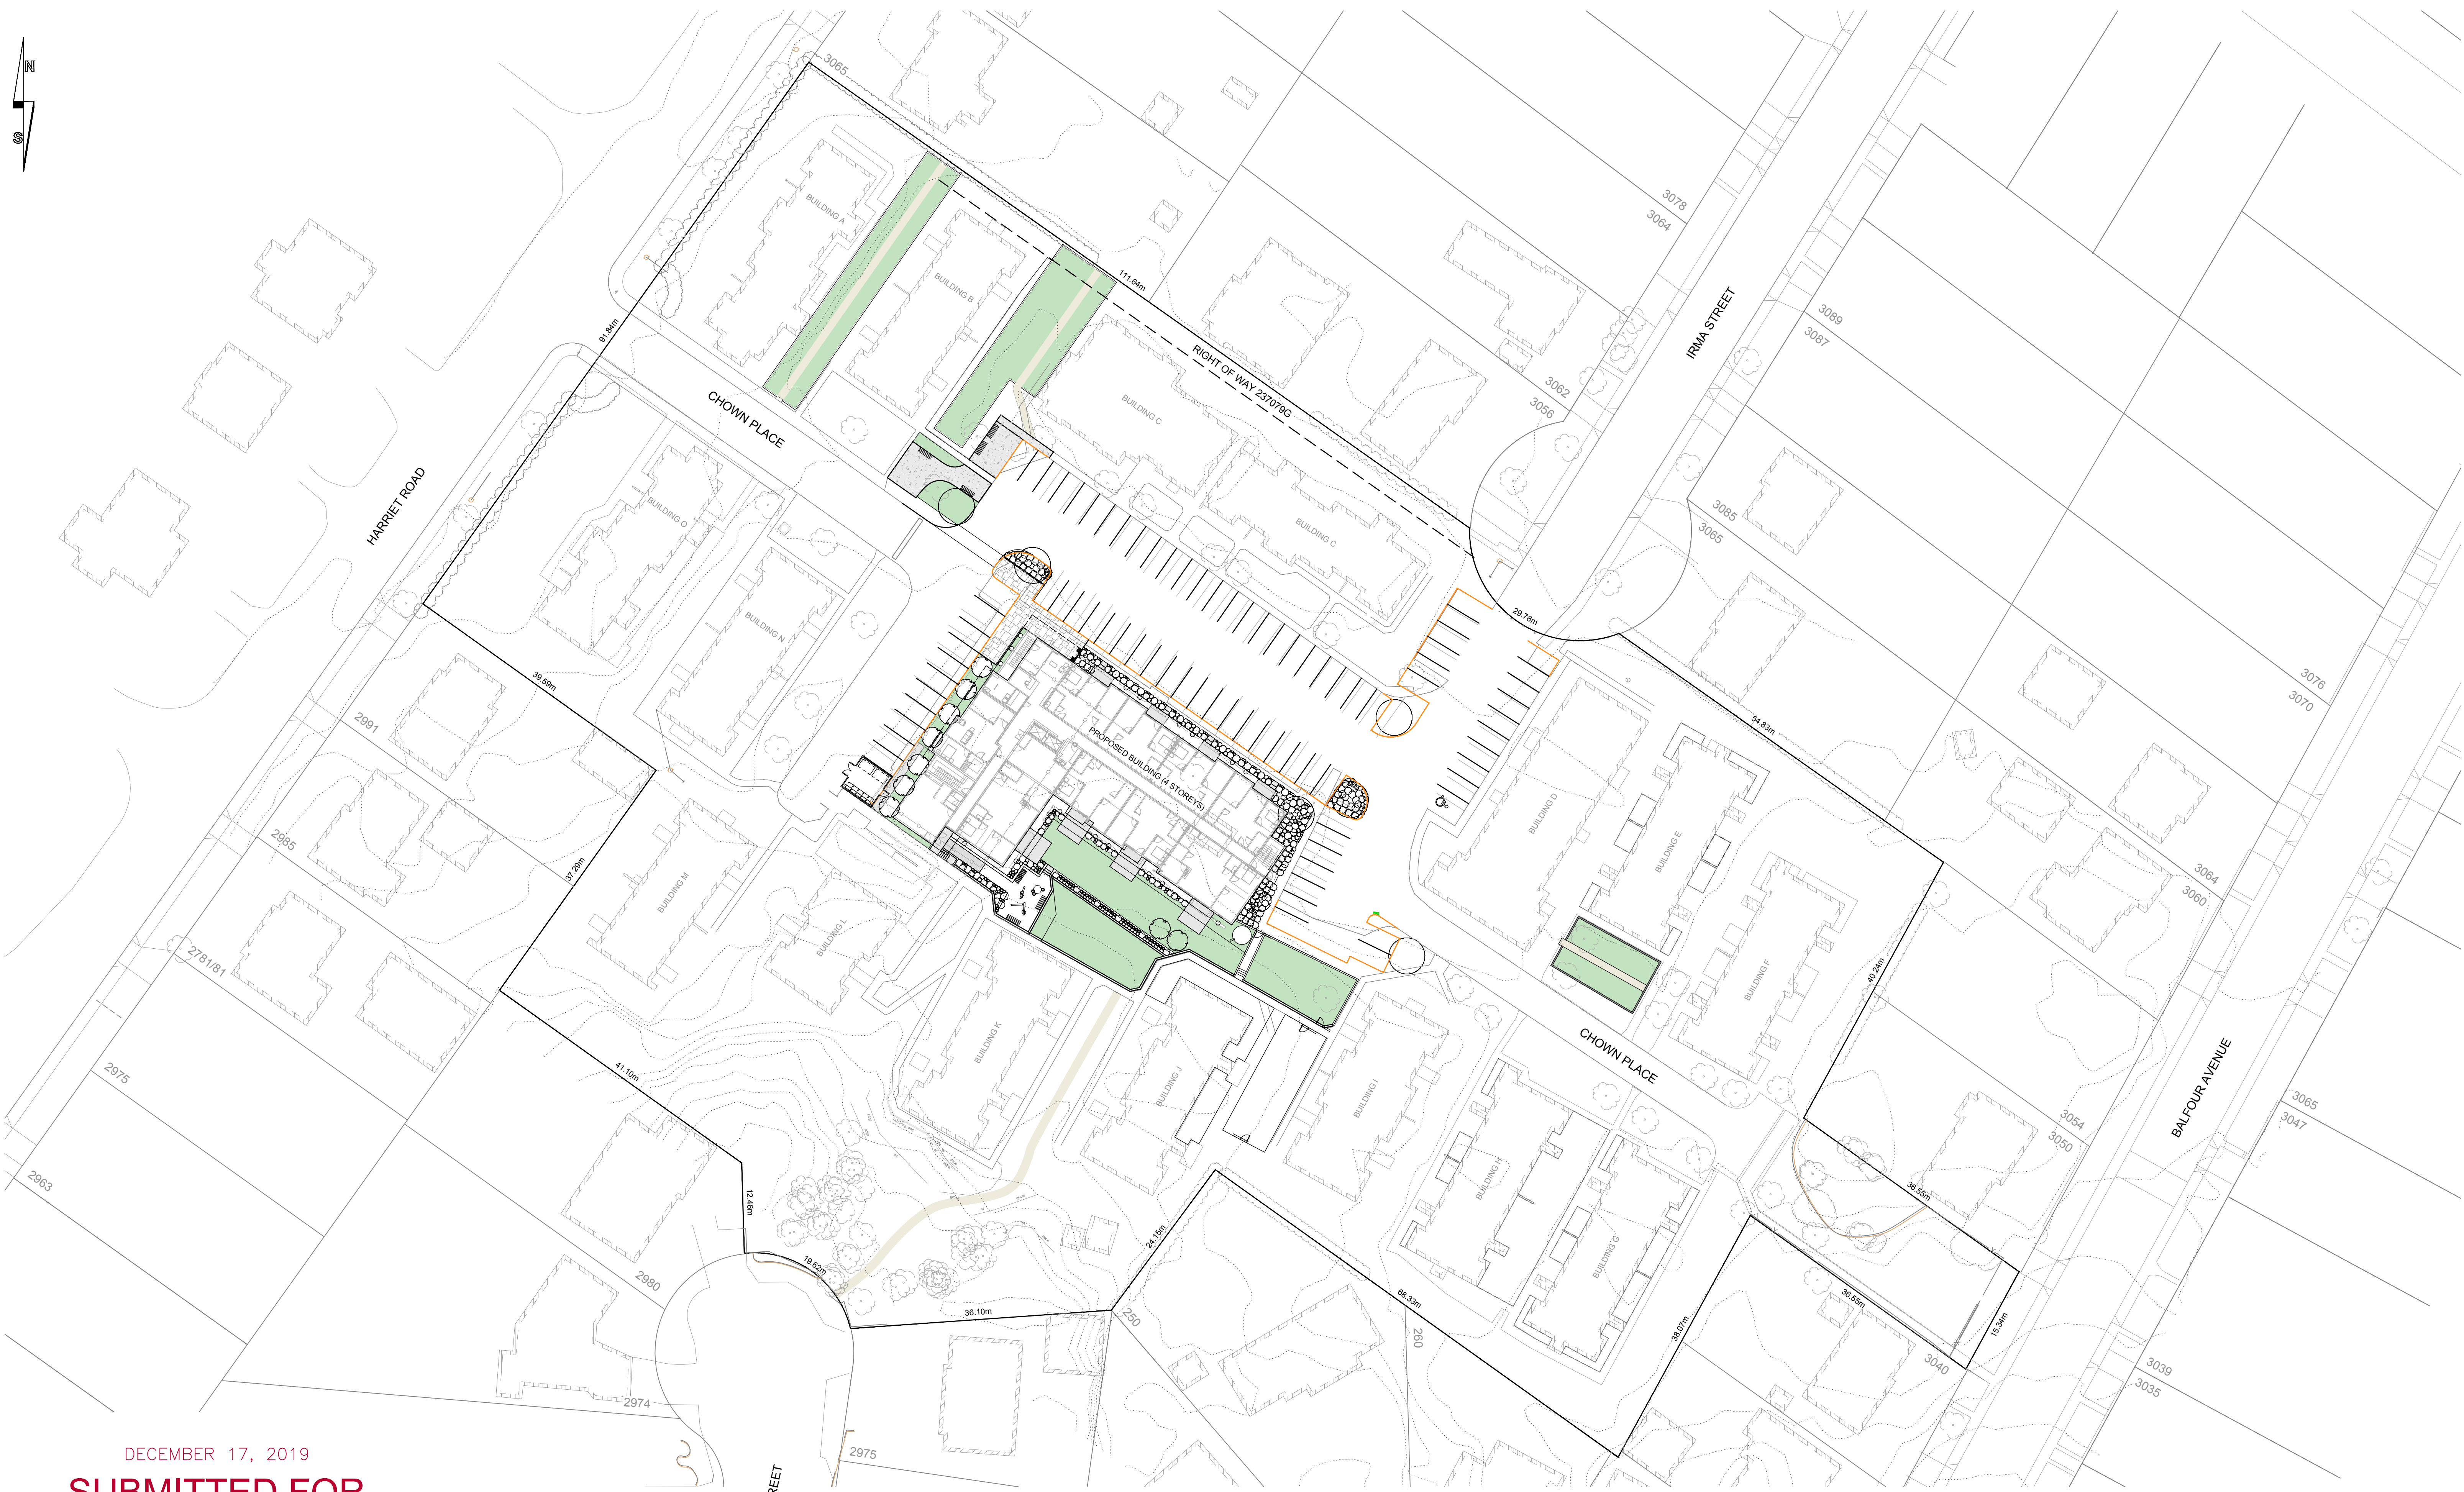 N
S
3065
3078
3064
BUILDING A
BUILDING B
111.64m
RIGHT OF WAY 237079G
IRMA STREET
3089
3087
91.84m
CHOWN PLACE
BUILDING C
3062
3056
HARRIET ROAD
BUILDING O
BUILDING C
3085
3065
29.78m
BUILDING N
39.59m
2991
PROPOSED BUILDING (4 STOREYS)
54.83m
3076
3070
BUILDING D
BUILDING E
2985
37.29m
BUILDING M
BUILDING L
3064
3060
2781/81
BUILDING F
40.24m
BUILDING K
CHOWN PLACE
2975
41.10m
BUILDING J
BUILDING I
BALFOUR AVENUE
3065
3047
3054
3050
2963
12.46m
BUILDING H
36.55m
24.15m
BUILDING G
19.62m
2980
36.10m
250
68.33m
260
38.07m
36.55m
15.34m
3040
3039
3035
2974
2975
DECEMBER 17, 2019
SUBMITTED FOR
REET